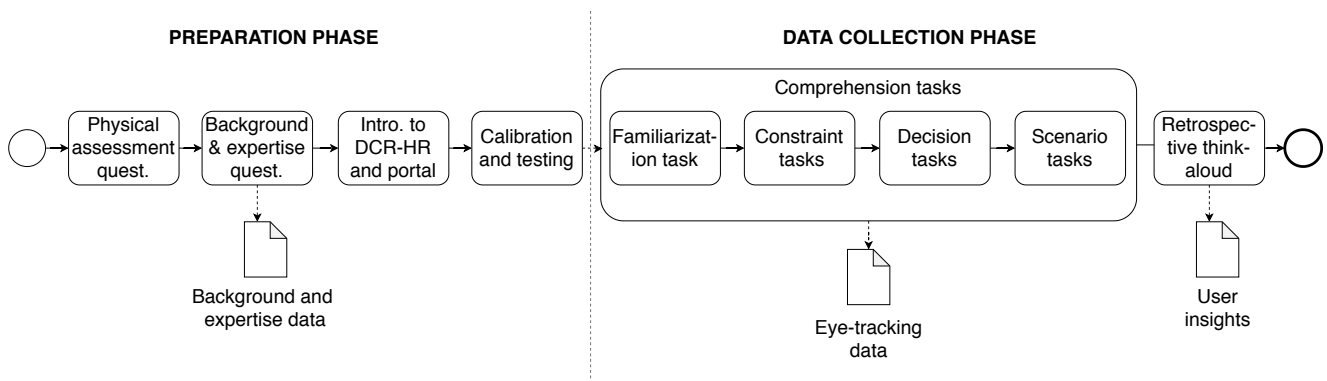 PREPARATION PHASE
DATA COLLECTION PHASE
Physical
assessment
quest.
Background
& expertise
quest.
Intro. to
DCR-HR
and portal
Calibration
and testing
Comprehension tasks
Familiarizat-
ion task
Constraint
tasks
Decision
tasks
Scenario
tasks
Retrospec-
tive think-
aloud
Background and
expertise data
Eye-tracking
data
User
insights